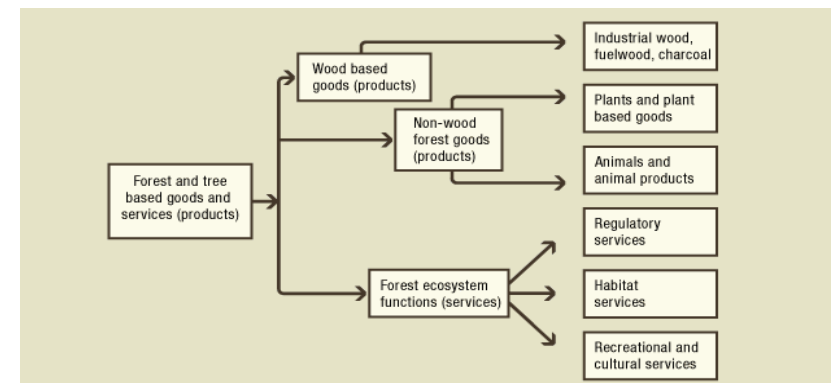 Industrial wood,
fuelwood, charcoal
Wood based
goods (products)
Plants and plant
based goods
Non-wood
forest goods
(products)
Animals and
animal products
Forest and tree
based goods and
services (products)
Regulatory
services
Forest ecosystem
functions (services)
Habitat
services
Recreational and
cultural services